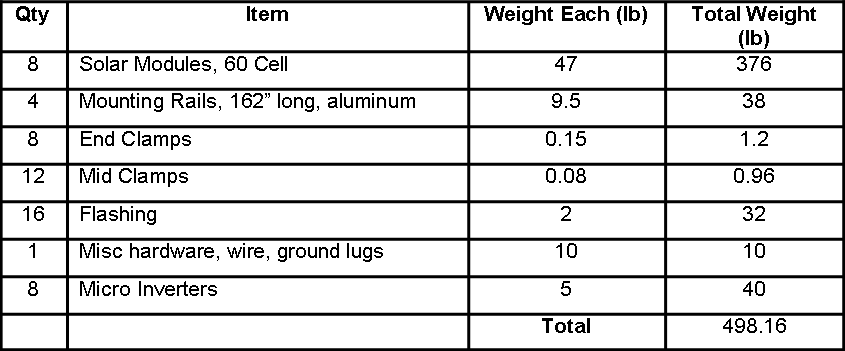 Qty Item Weight Each (lb) Total Weight
(lb)
8 Solar Modules, 60 Cell 47 376
4 Mounting Rails, 162” long, aluminum 9.5 38
8 End Clamps 0.15 1.2
12 Mid Clamps 0.08 0.96
16 Flashing 2 32
1 Misc hardware, wire, ground lugs 10 10
8 Micro Inverters 5 40
Total 498.16